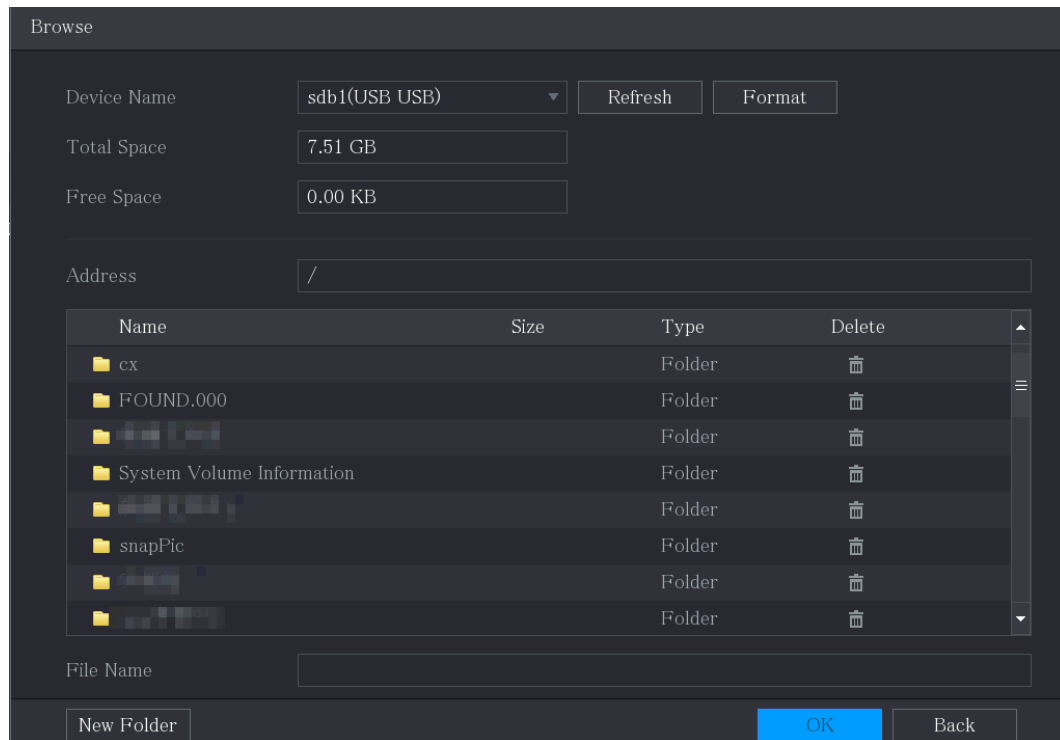 Browse
Device Name sdb1(USB USB) Refresh Format
Total Space 7.51 GB
Free Space 0.00 KB
Address /
Name Size Type Delete
cx Folder
FOUND.000 Folder
Folder
System Volume Information Folder
Folder
snapPic Folder
Folder
Folder
File Name
New Folder OK Back